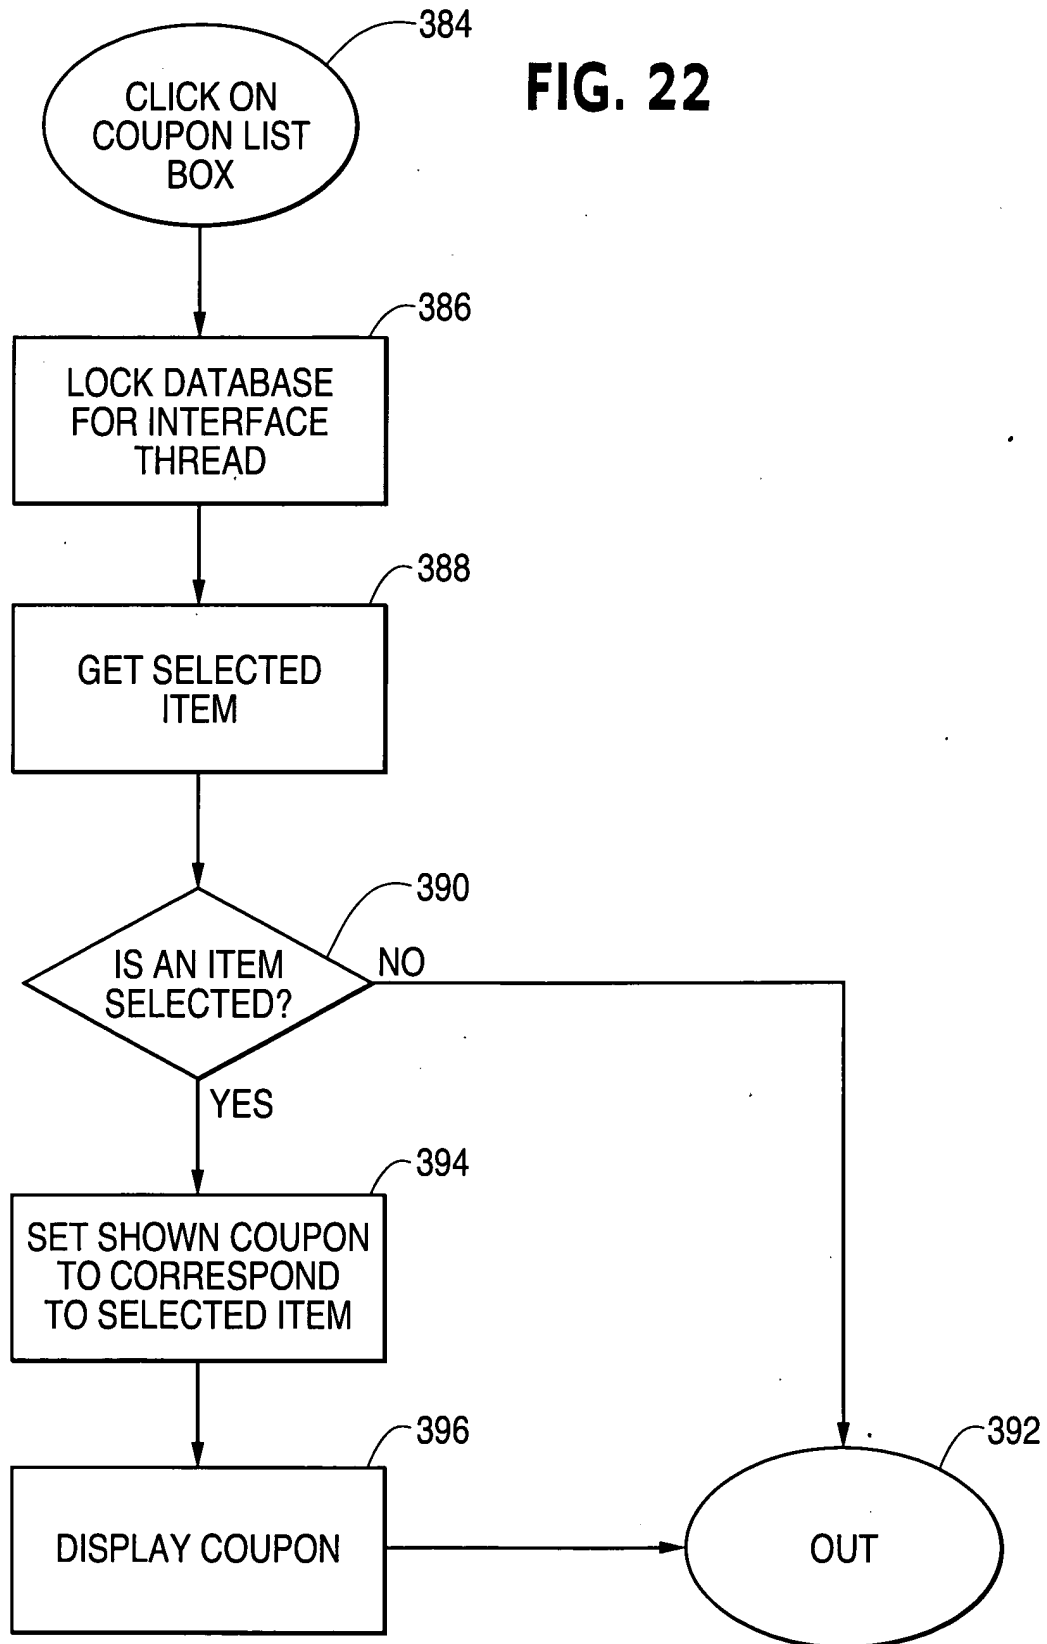 384
FIG. 22
CLICK ON
COUPON LIST
BOX
386
LOCK DATABASE
FOR INTERFACE
THREAD
388
GET SELECTED
ITEM
390
IS AN ITEM
SELECTED?
NO
YES
394
SET SHOWN COUPON
TO CORRESPOND
TO SELECTED ITEM
396
392
DISPLAY COUPON
OUT